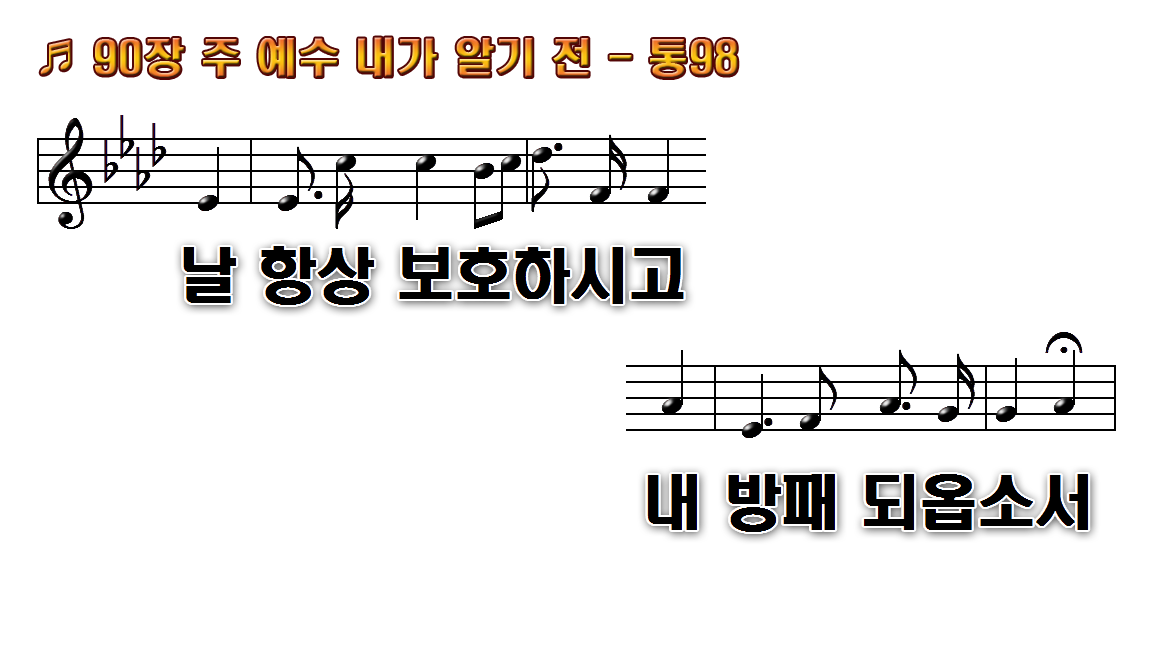 ♬ 90장 주 예수 내가 알기 전 - 통98
날 항상 보호하시고
내 방패 되옵소서